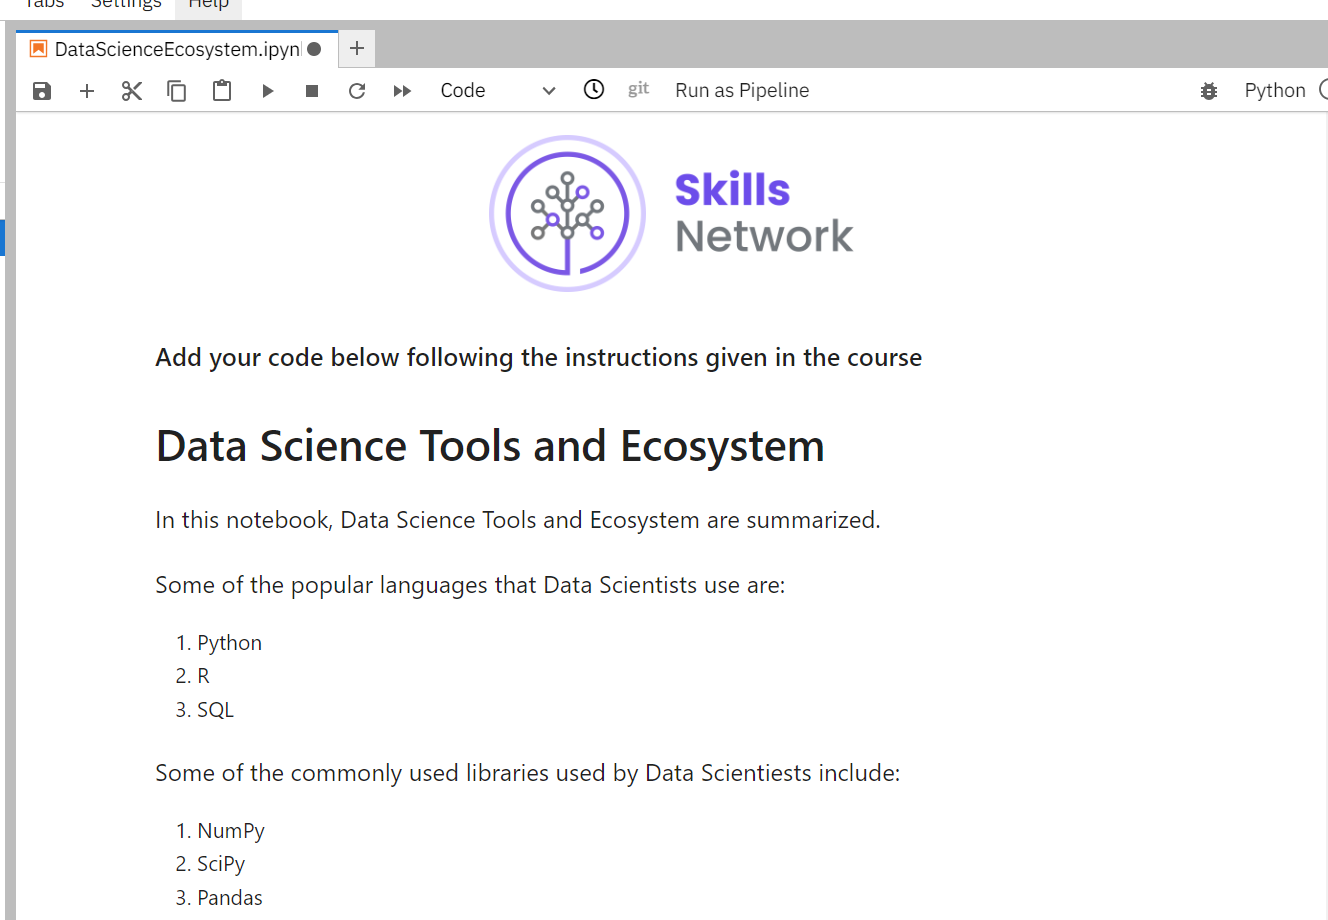 Tabs Settings Help
DataScienceEcosystem.ipyn
Code git Run as Pipeline Python
Skills
Network
Add your code below following the instructions given in the course
Data Science Tools and Ecosystem
In this notebook, Data Science Tools and Ecosystem are summarized.
Some of the popular languages that Data Scientists use are:
1. Python
2. R
3. SQL
Some of the commonly used libraries used by Data Scientiests include:
1. NumPy
2. SciPy
3. Pandas